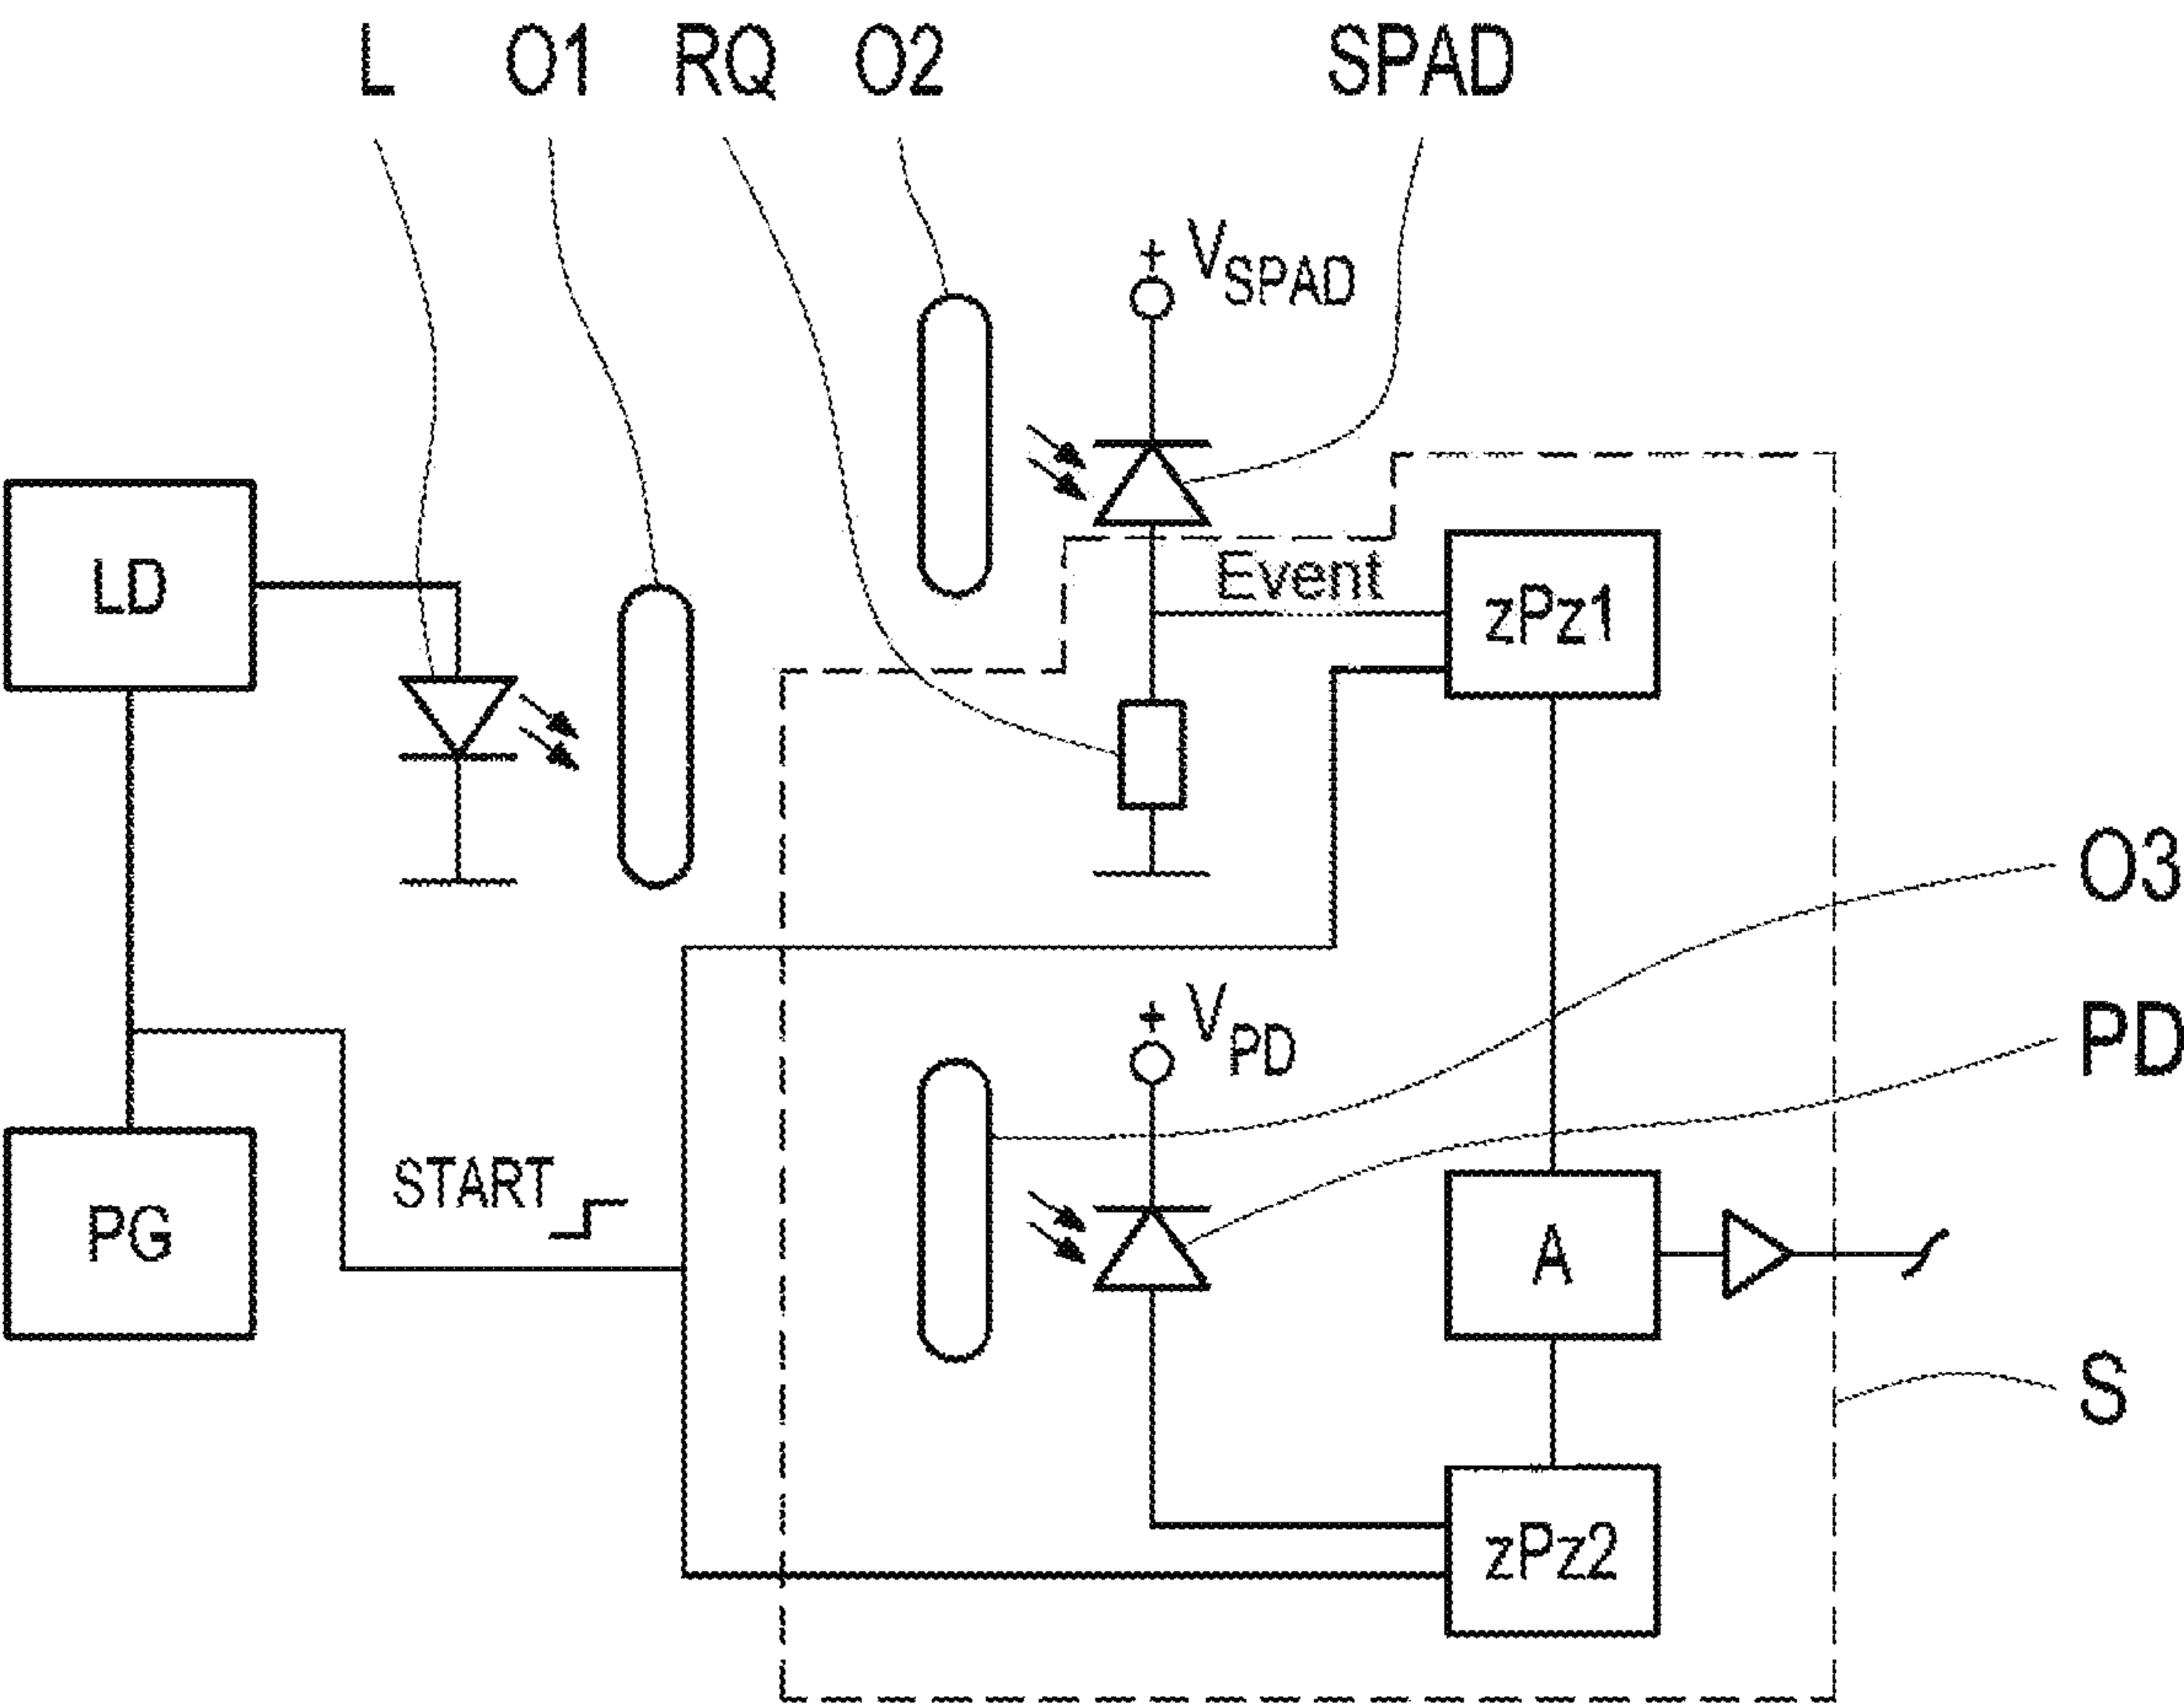 L O1 RQ O2 SPAD
+ VSPAD
LD
Event
zPz1
O3
+ VPD
PD
START
PG
A
S
zPz2